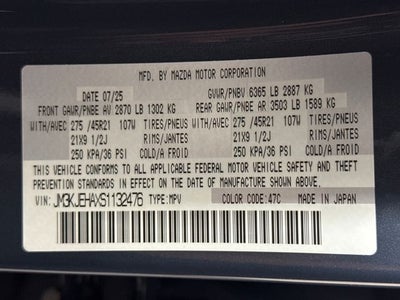 MFD. BY MAZDA MOTOR CORPORATION
DATE 07/25 GVWR/PNBV 6365 LB 2887 KG
FRONT GAWR/PNBE AV 2870 LB 1302 KG REAR GAWR/PNBE AR 3503 LB 1589 KG
WITH/AVEC 275 /45R21 107W TIRES/PNEUS WITH/AVEC 275 /45R21 107W TIRES/PNEUS
21X9 1/2J RIMS/JANTES 21X9 1/2J RIMS/JANTES
250 KPA/36 PSI COLD/A FROID 250 KPA/36 PSI COLD/A FROID
THIS VEHICLE CONFORMS TO ALL APPLICABLE FEDERAL MOTOR VEHICLE SAFETY AND THEFT
PREVENTION STANDARDS IN EFFECT ON THE DATE OF MANUFACTURE SHOWN ABOVE.
VIN: JM3KJEHAXS1132476 TYPE:MPV COLOR CODE:47C MADE IN JAPAN